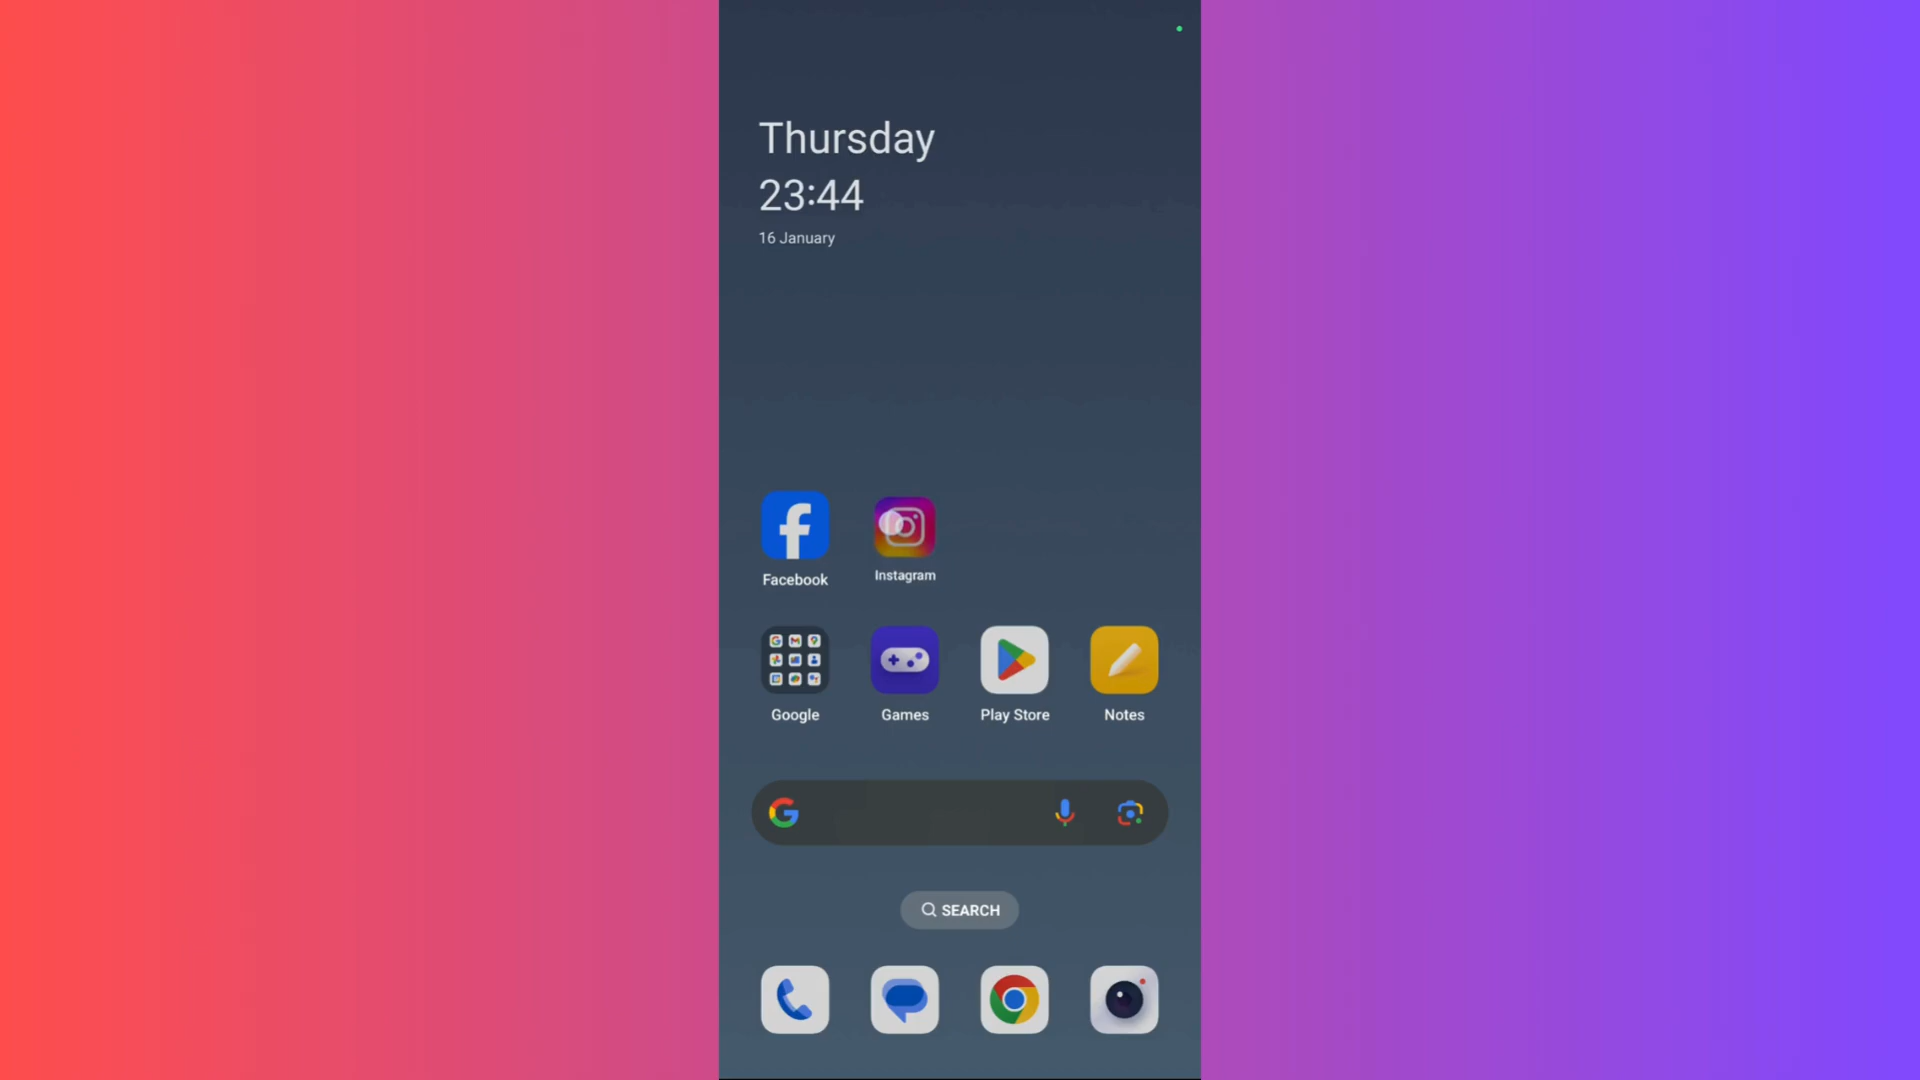 Thursday
23:44
16 January
Facebook
Instagram
Google
Games
Play Store
Notes
SEARCH